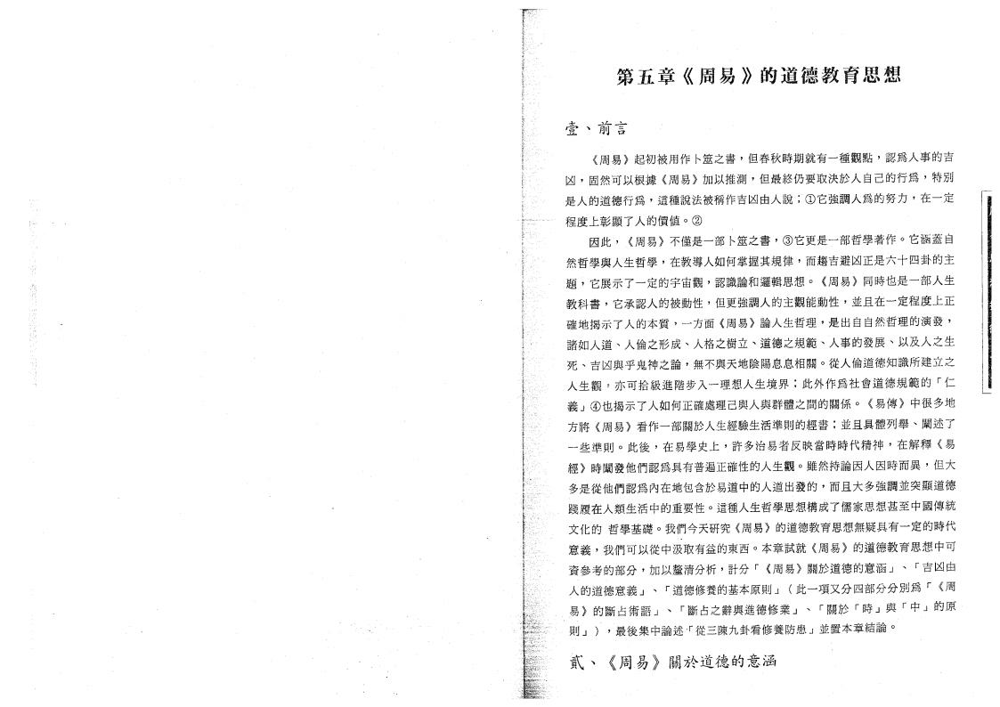 第五章《周易》的道德教育思想
壹、前言
《周易》起初被用作卜筮之書，但春秋時期就有一種觀點，認爲人事的吉
凶，固然可以根據《周易》加以推測，但最終仍要取決於人自己的行爲，特別
是人的道德行爲，這種說法被稱作吉凶由人說；①它強調人爲的努力，在一定
程度上彰顯了人的價值。②
因此，《周易》不僅是一部卜筮之書，③它更是一部哲學著作。它涵蓋自
然哲學與人生哲學，在教導人如何掌握其規律，而趨吉避凶正是六十四卦的主
題，它展示了一定的宇宙觀，認識論和邏輯思想。《周易》同時也是一部人生
教科書，它承認人的被動性，但更強調人的主觀能動性，並且在一定程度上正
確地揭示了人的本質，一方面《周易》論人生哲理，是出自自然哲理的演發，
諸如人道、人倫之形成、人格之樹立、道德之規範、人事的發展、以及人之生
死、吉凶與乎鬼神之論，無不與天地陰陽息息相關。從人倫道德知識所建立之
人生觀，亦可拾級進階步入一理想人生境界；此外作爲社會道德規範的「仁
義」④也揭示了人如何正確處理己與人與群體之間的關係。《易傳》中很多地
方將《周易》看作一部關於人生經驗生活準則的經書；並且具體列舉、闡述了
一些準則。此後，在易學史上，許多治易者反映當時時代精神，在解釋《易
經》時闡發他們認爲具有普遍正確性的人生觀。雖然持論因人因時而異，但大
多是從他們認爲內在地包含於易道中的人道出發的，而且大多強調並突顯道德
踐履在人類生活中的重要性。這種人生哲學思想構成了儒家思想甚至中國傳統
文化的 哲學基礎。我們今天研究《周易》的道德教育思想無疑具有一定的時代
意義，我們可以從中汲取有益的東西。本章試就《周易》的道德教育思想中可
資參考的部分，加以釐清分析，計分「《周易》關於道德的意涵」、「吉凶由
人的道德意義」、「道德修養的基本原則」（此一項又分四部分分別爲「《周
易》的斷占術語」、「斷占之辭與進德修業」、「關於「時」與「中」的原
則」），最後集中論述「從三陳九卦看修養防患」並置本章結論。
貳、《周易》關於道德的意涵